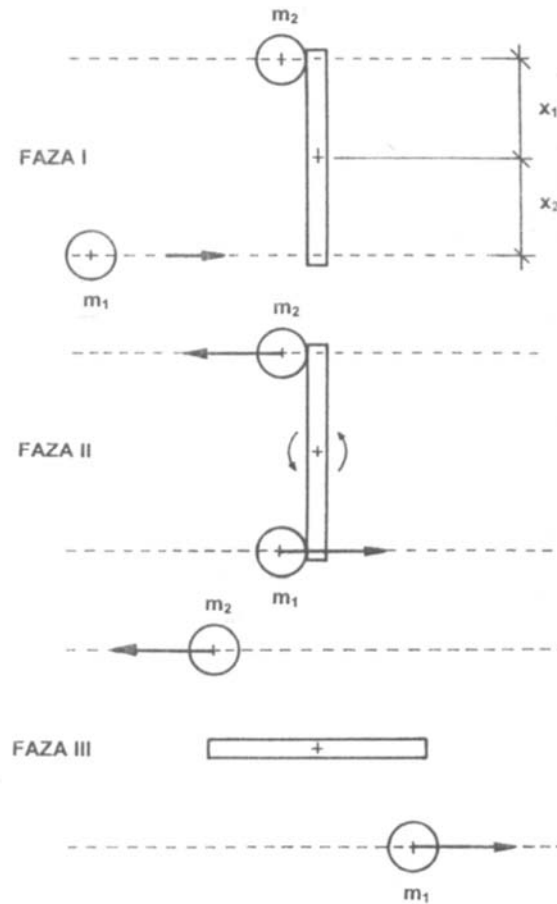 m₂
x₁
FAZA I
x₂
m₁
m₂
FAZA II
m₁
m₂
FAZA III
m₁